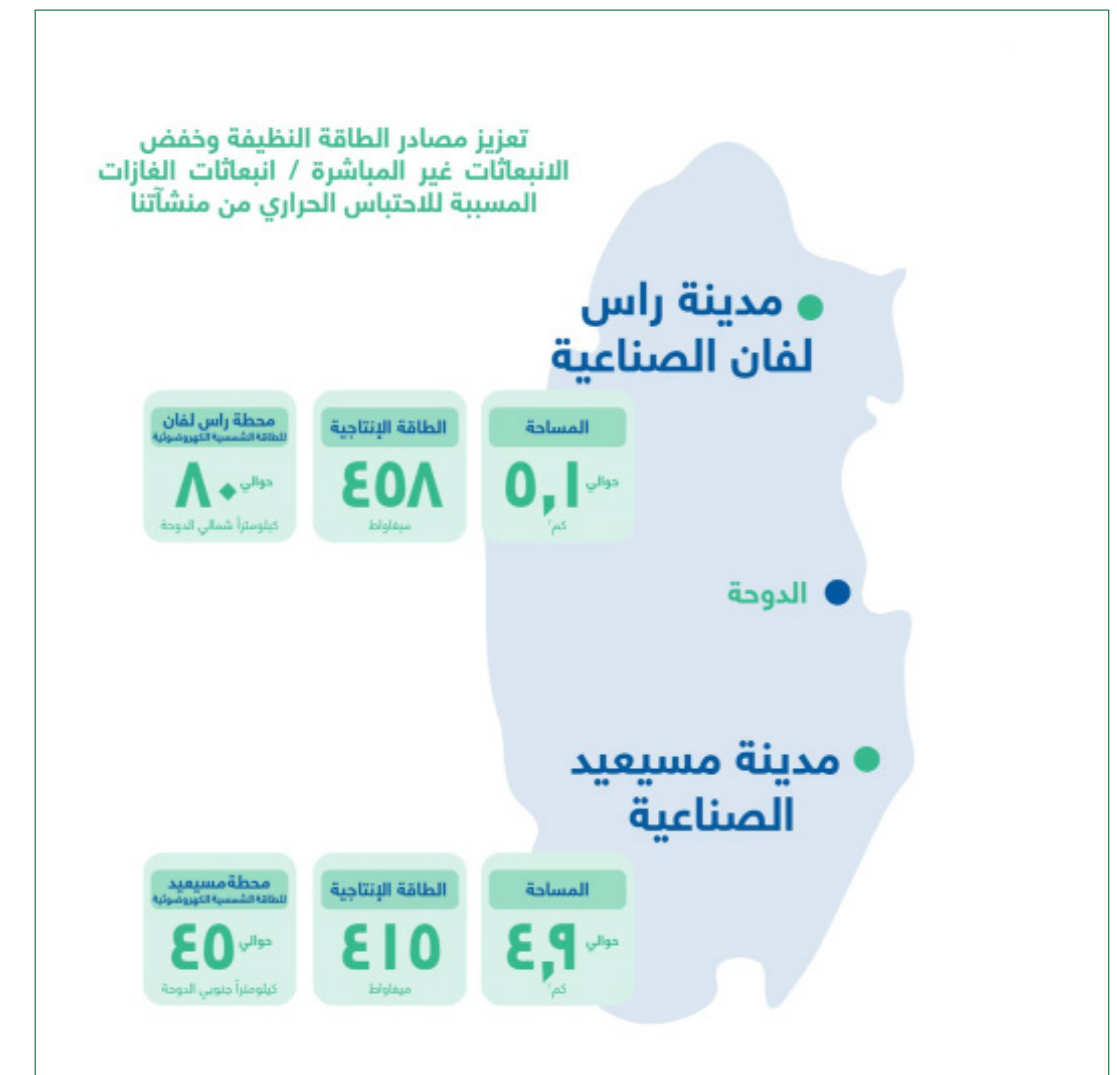 تعزيز مصادر الطاقة النظيفة وخفض
الانبعاثات غير المباشرة / انبعاثات الغازات
المسببة للاحتباس الحراري من منشآتنا
مدينة راس
لفان الصناعية
المساحة
حوالي ٥,١
كم²
الطاقة الإنتاجية
٤٥٨
ميغاواط
محطة راس لفان
للطاقة الشمسية الكهروضوئية
حوالي ٨٠
كيلومتراً شمالي الدوحة
الدوحة
مدينة مسيعيد
الصناعية
المساحة
حوالي ٤,٩
كم²
الطاقة الإنتاجية
٤١٥
ميغاواط
محطة مسيعيد
للطاقة الشمسية الكهروضوئية
حوالي ٤٥
كيلومتراً جنوبي الدوحة